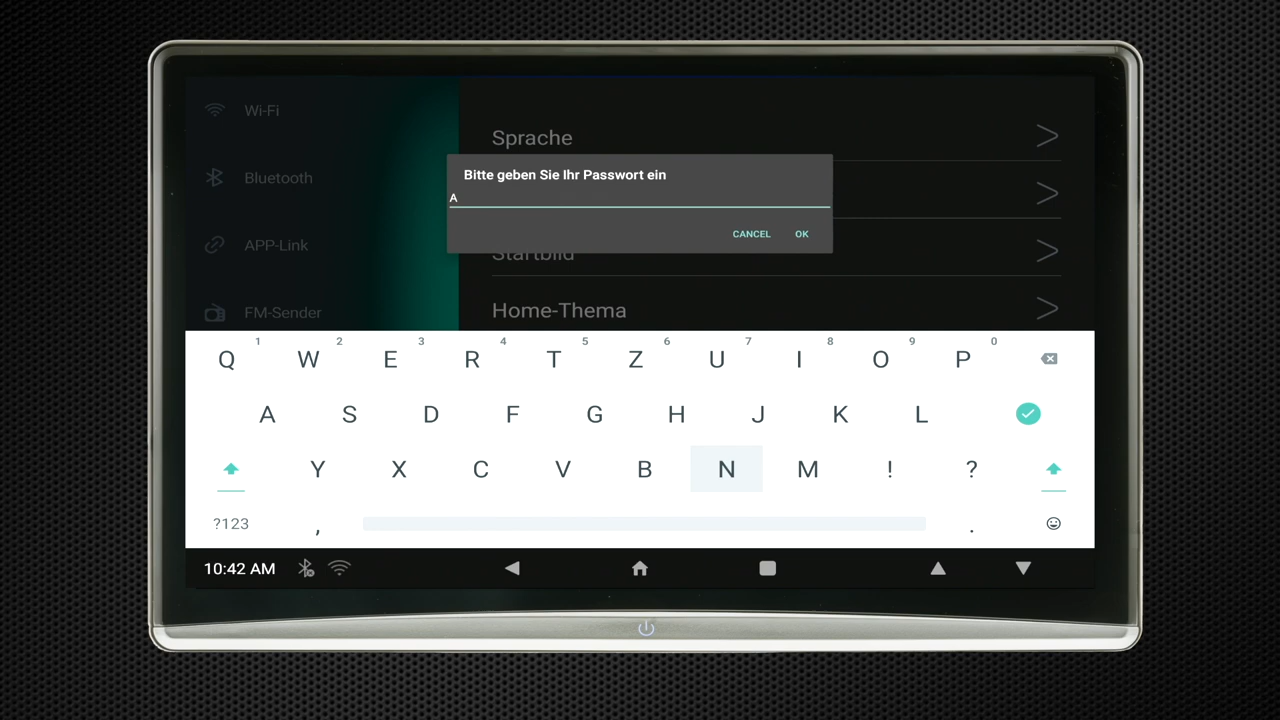 Wi-Fi
Bluetooth
APP-Link
FM-Sender
Sprache
Bitte geben Sie Ihr Passwort ein
A
CANCEL OK
Startbild
Home-Thema
1 2 3 4 5 6 7 8 9 0
Q W E R T Z U I O P
A S D F G H J K L
Y X C V B N M ! ?
?123 , .
10:42 AM